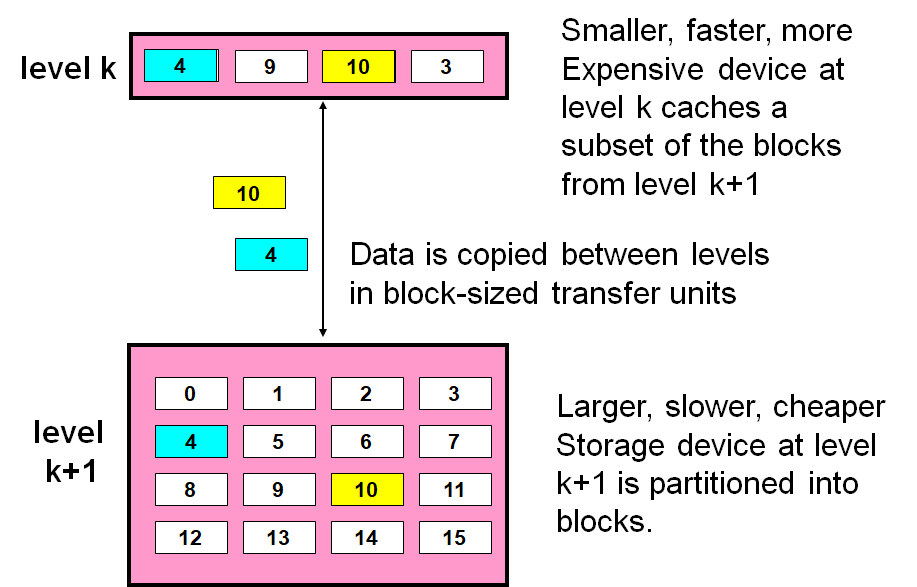 level k
4 9 10 3
Smaller, faster, more
Expensive device at
level k caches a
subset of the blocks
from level k+1
10
4
Data is copied between levels
in block-sized transfer units
level
k+1
0 1 2 3
4 5 6 7
8 9 10 11
12 13 14 15
Larger, slower, cheaper
Storage device at level
k+1 is partitioned into
blocks.